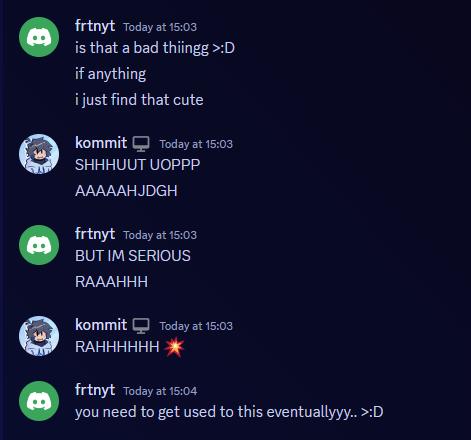 frtnyt Today at 15:03
is that a bad thiingg >:D
if anything
i just find that cute
kommit Today at 15:03
SHHHUUT UOPPP
AAAAAHJDGH
frtnyt Today at 15:03
BUT IM SERIOUS
RAAAHHH
kommit Today at 15:03
RAHHHHHH 💥
frtnyt Today at 15:04
you need to get used to this eventuallyyy.. >:D